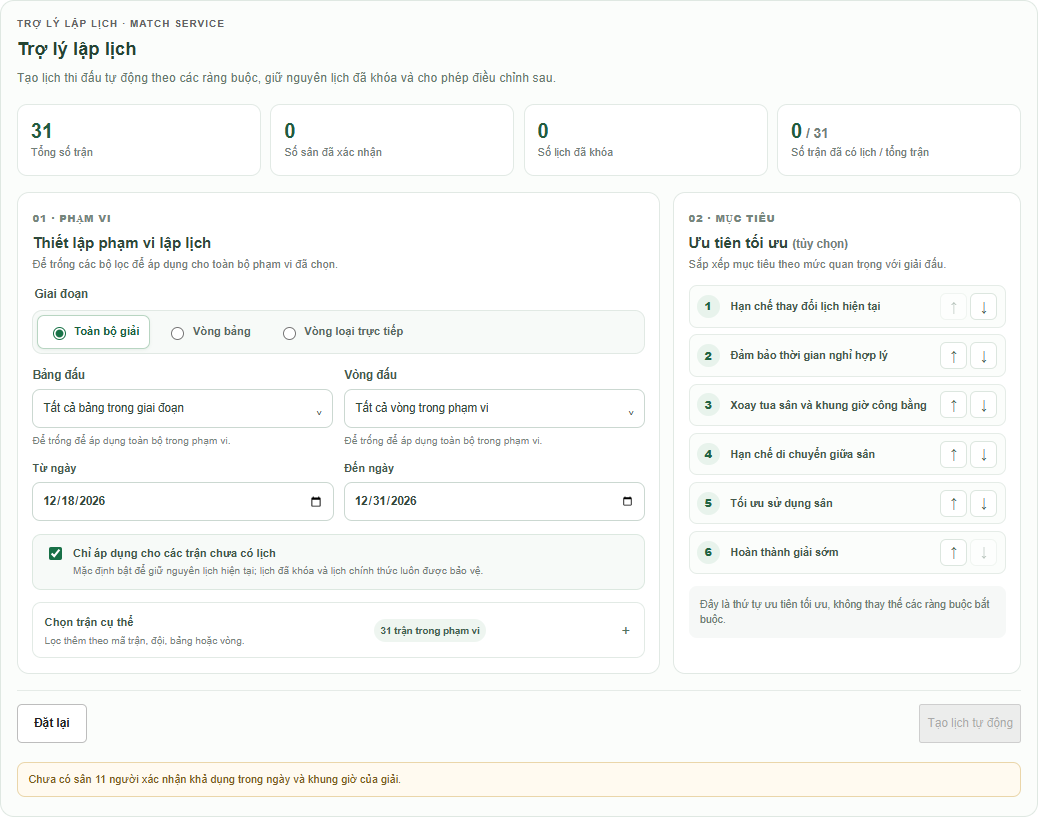 TRỢ LÝ LẬP LỊCH · MATCH SERVICE
Trợ lý lập lịch
Tạo lịch thi đấu tự động theo các ràng buộc, giữ nguyên lịch đã khóa và cho phép điều chỉnh sau.
31
Tổng số trận
0
Số sân đã xác nhận
0
Số lịch đã khóa
0 / 31
Số trận đã có lịch / tổng trận
01 · PHẠM VI
Thiết lập phạm vi lập lịch
Để trống các bộ lọc để áp dụng cho toàn bộ phạm vi đã chọn.
Giai đoạn
Toàn bộ giải
Vòng bảng
Vòng loại trực tiếp
Bảng đấu
Vòng đấu
Tất cả bảng trong giai đoạn
Tất cả vòng trong phạm vi
Để trống để áp dụng toàn bộ trong phạm vi.
Để trống để áp dụng toàn bộ trong phạm vi.
Từ ngày
Đến ngày
12/18/2026
12/31/2026
Chỉ áp dụng cho các trận chưa có lịch
Mặc định bật để giữ nguyên lịch hiện tại; lịch đã khóa và lịch chính thức luôn được bảo vệ.
Chọn trận cụ thể
Lọc thêm theo mã trận, đội, bảng hoặc vòng.
31 trận trong phạm vi
+
02 · MỤC TIÊU
Ưu tiên tối ưu (tùy chọn)
Sắp xếp mục tiêu theo mức quan trọng với giải đấu.
1 Hạn chế thay đổi lịch hiện tại ↑ ↓
2 Đảm bảo thời gian nghỉ hợp lý ↑ ↓
3 Xoay tua sân và khung giờ công bằng ↑ ↓
4 Hạn chế di chuyển giữa sân ↑ ↓
5 Tối ưu sử dụng sân ↑ ↓
6 Hoàn thành giải sớm ↑ ↓
Đây là thứ tự ưu tiên tối ưu, không thay thế các ràng buộc bắt
buộc.
Đặt lại
Tạo lịch tự động
Chưa có sân 11 người xác nhận khả dụng trong ngày và khung giờ của giải.